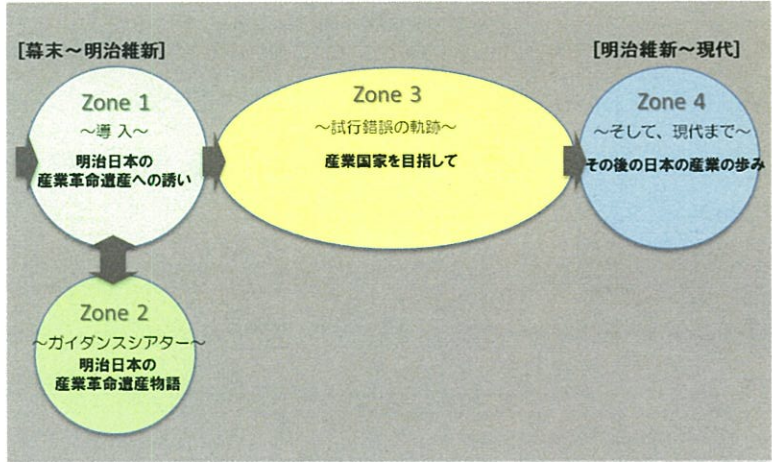 [幕末～明治維新]
Zone 1
～導 入～
明治日本の
産業革命遺産への誘い
Zone 2
～ガイダンスシアター～
明治日本の
産業革命遺産物語
Zone 3
～試行錯誤の軌跡～
産業国家を目指して
[明治維新～現代]
Zone 4
～そして、現代まで～
その後の日本の産業の歩み